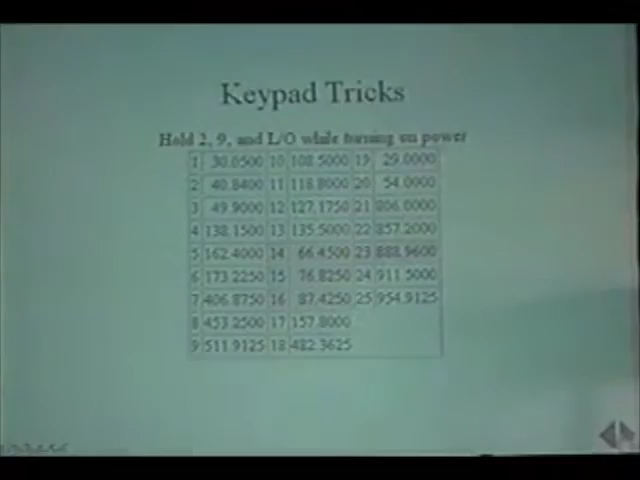 Keypad Tricks
Hold 2, 9, and L/O while turning on power
1 30.0500 10 108.5000 19 29.0000
2 40.8400 11 118.8000 20 54.0000
3 49.9000 12 127.1750 21 806.0000
4 138.1500 13 135.5000 22 857.2000
5 162.4000 14 66.4500 23 888.9600
6 173.2250 15 76.8250 24 911.5000
7 406.8750 16 87.4250 25 954.9125
8 453.2500 17 157.8000
9 511.9125 18 482.3625